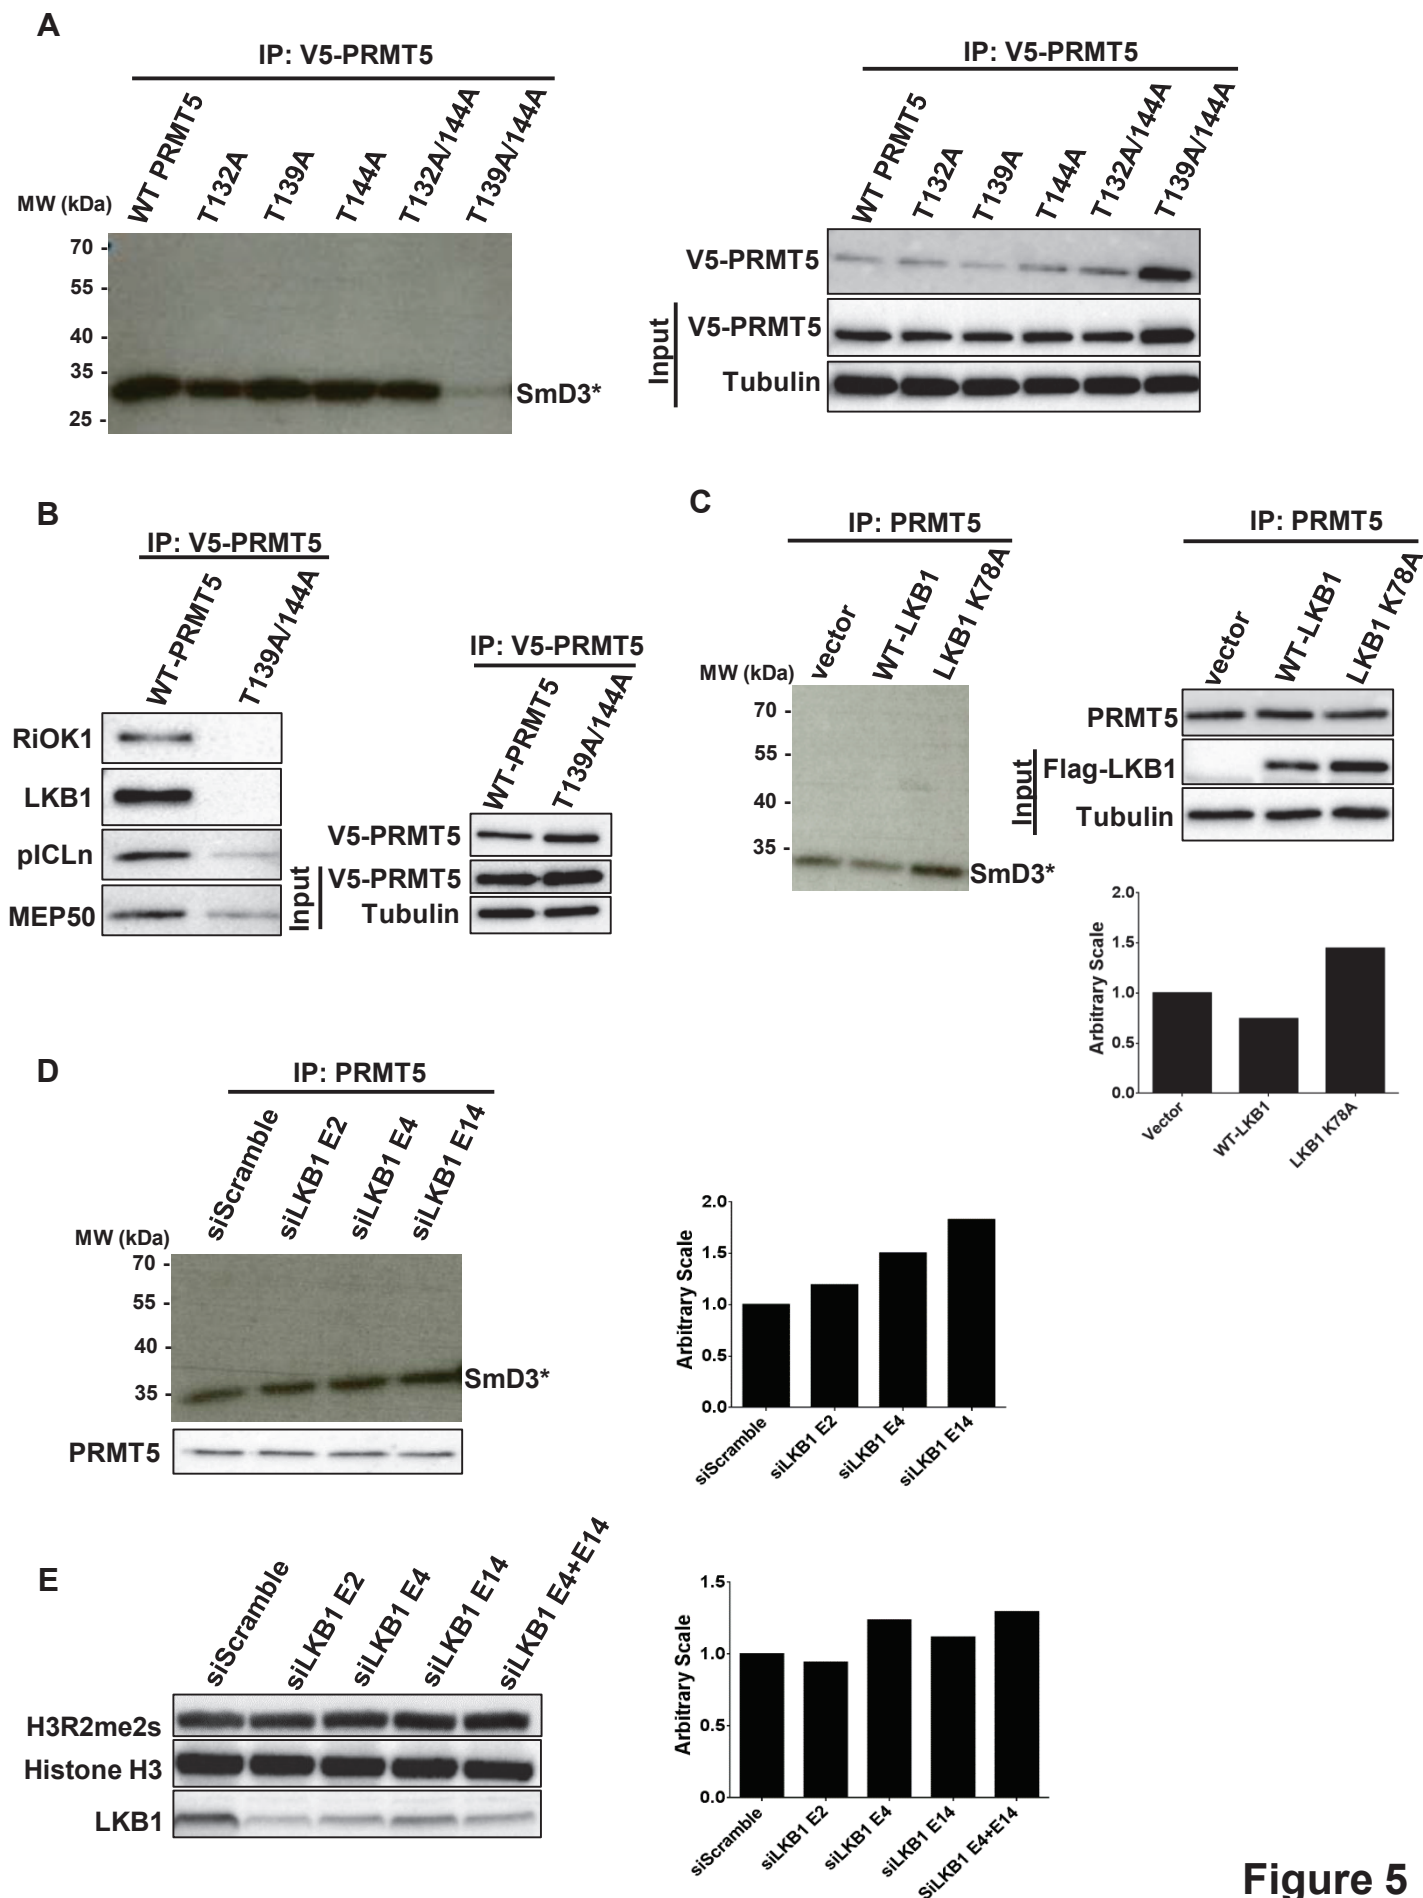 A
IP: V5-PRMT5
WT PRMT5
T132A
T139A
T144A
T132A/144A
T139A/144A
MW (kDa)
70 -
55 -
40 -
35 -
25 -
SmD3*
IP: V5-PRMT5
WT PRMT5
T132A
T139A
T144A
T132A/144A
T139A/144A
V5-PRMT5
Input
V5-PRMT5
Tubulin
B
IP: V5-PRMT5
WT-PRMT5
T139A/144A
RiOK1
LKB1
pICLn
MEP50
IP: V5-PRMT5
WT-PRMT5
T139A/144A
V5-PRMT5
Input
V5-PRMT5
Tubulin
C
IP: PRMT5
vector
WT-LKB1
LKB1 K78A
MW (kDa)
70 -
55 -
40 -
35 -
SmD3*
IP: PRMT5
vector
WT-LKB1
LKB1 K78A
PRMT5
Input
Flag-LKB1
Tubulin
Arbitrary Scale
2.0
1.5
1.0
0.5
0.0
Vector
WT-LKB1
LKB1 K78A
D
IP: PRMT5
siScramble
siLKB1 E2
siLKB1 E4
siLKB1 E14
MW (kDa)
70 -
55 -
40 -
35 -
SmD3*
PRMT5
Arbitrary Scale
2.0
1.5
1.0
0.5
0.0
siScramble
siLKB1 E2
siLKB1 E4
siLKB1 E14
E
siScramble
siLKB1 E2
siLKB1 E4
siLKB1 E14
siLKB1 E4+E14
H3R2me2s
Histone H3
LKB1
Arbitrary Scale
1.5
1.0
0.5
0.0
siScramble
siLKB1 E2
siLKB1 E4
siLKB1 E14
SiLKB1 E4+E14
Figure 5